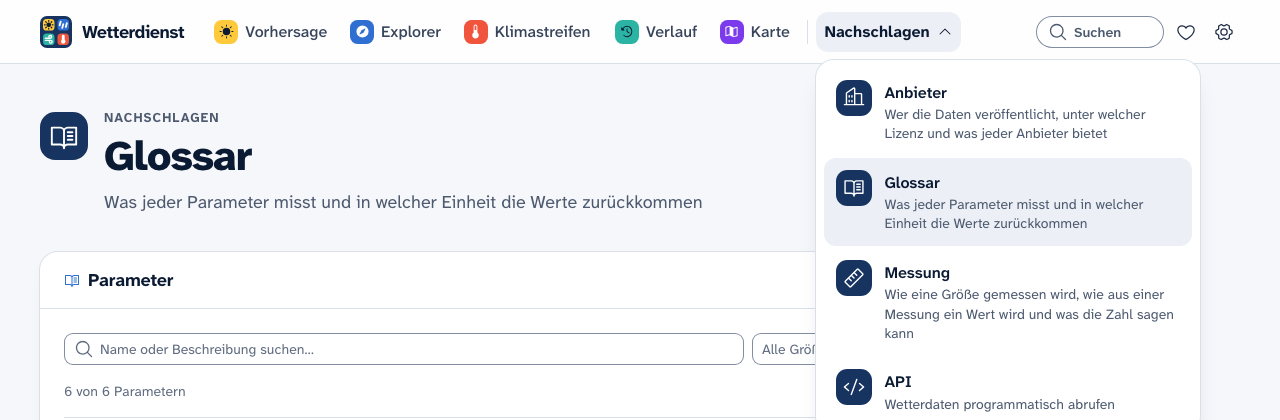 Wetterdienst
Vorhersage
Explorer
Klimastreifen
Verlauf
Karte
Nachschlagen
Suchen
NACHSCHLAGEN
Glossar
Was jeder Parameter misst und in welcher Einheit die Werte zurückkommen
Parameter
Name oder Beschreibung suchen...
Alle Größ
6 von 6 Parametern
Anbieter
Wer die Daten veröffentlicht, unter welcher
Lizenz und was jeder Anbieter bietet
Glossar
Was jeder Parameter misst und in welcher
Einheit die Werte zurückkommen
Messung
Wie eine Größe gemessen wird, wie aus einer
Messung ein Wert wird und was die Zahl sagen
kann
API
Wetterdaten programmatisch abrufen